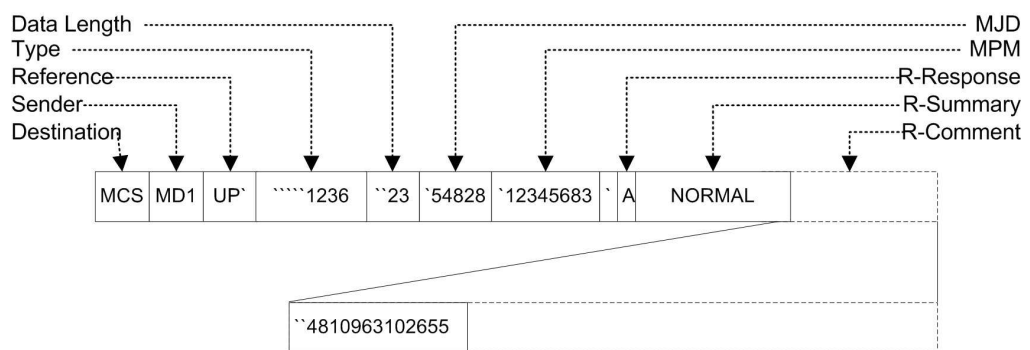 Data Length
Type
Reference
Sender
Destination
MJD
MPM
R-Response
R-Summary
R-Comment
MCS MD1 UP` `````1236 ``23 `54828 `12345683 ` A NORMAL
``4810963102655